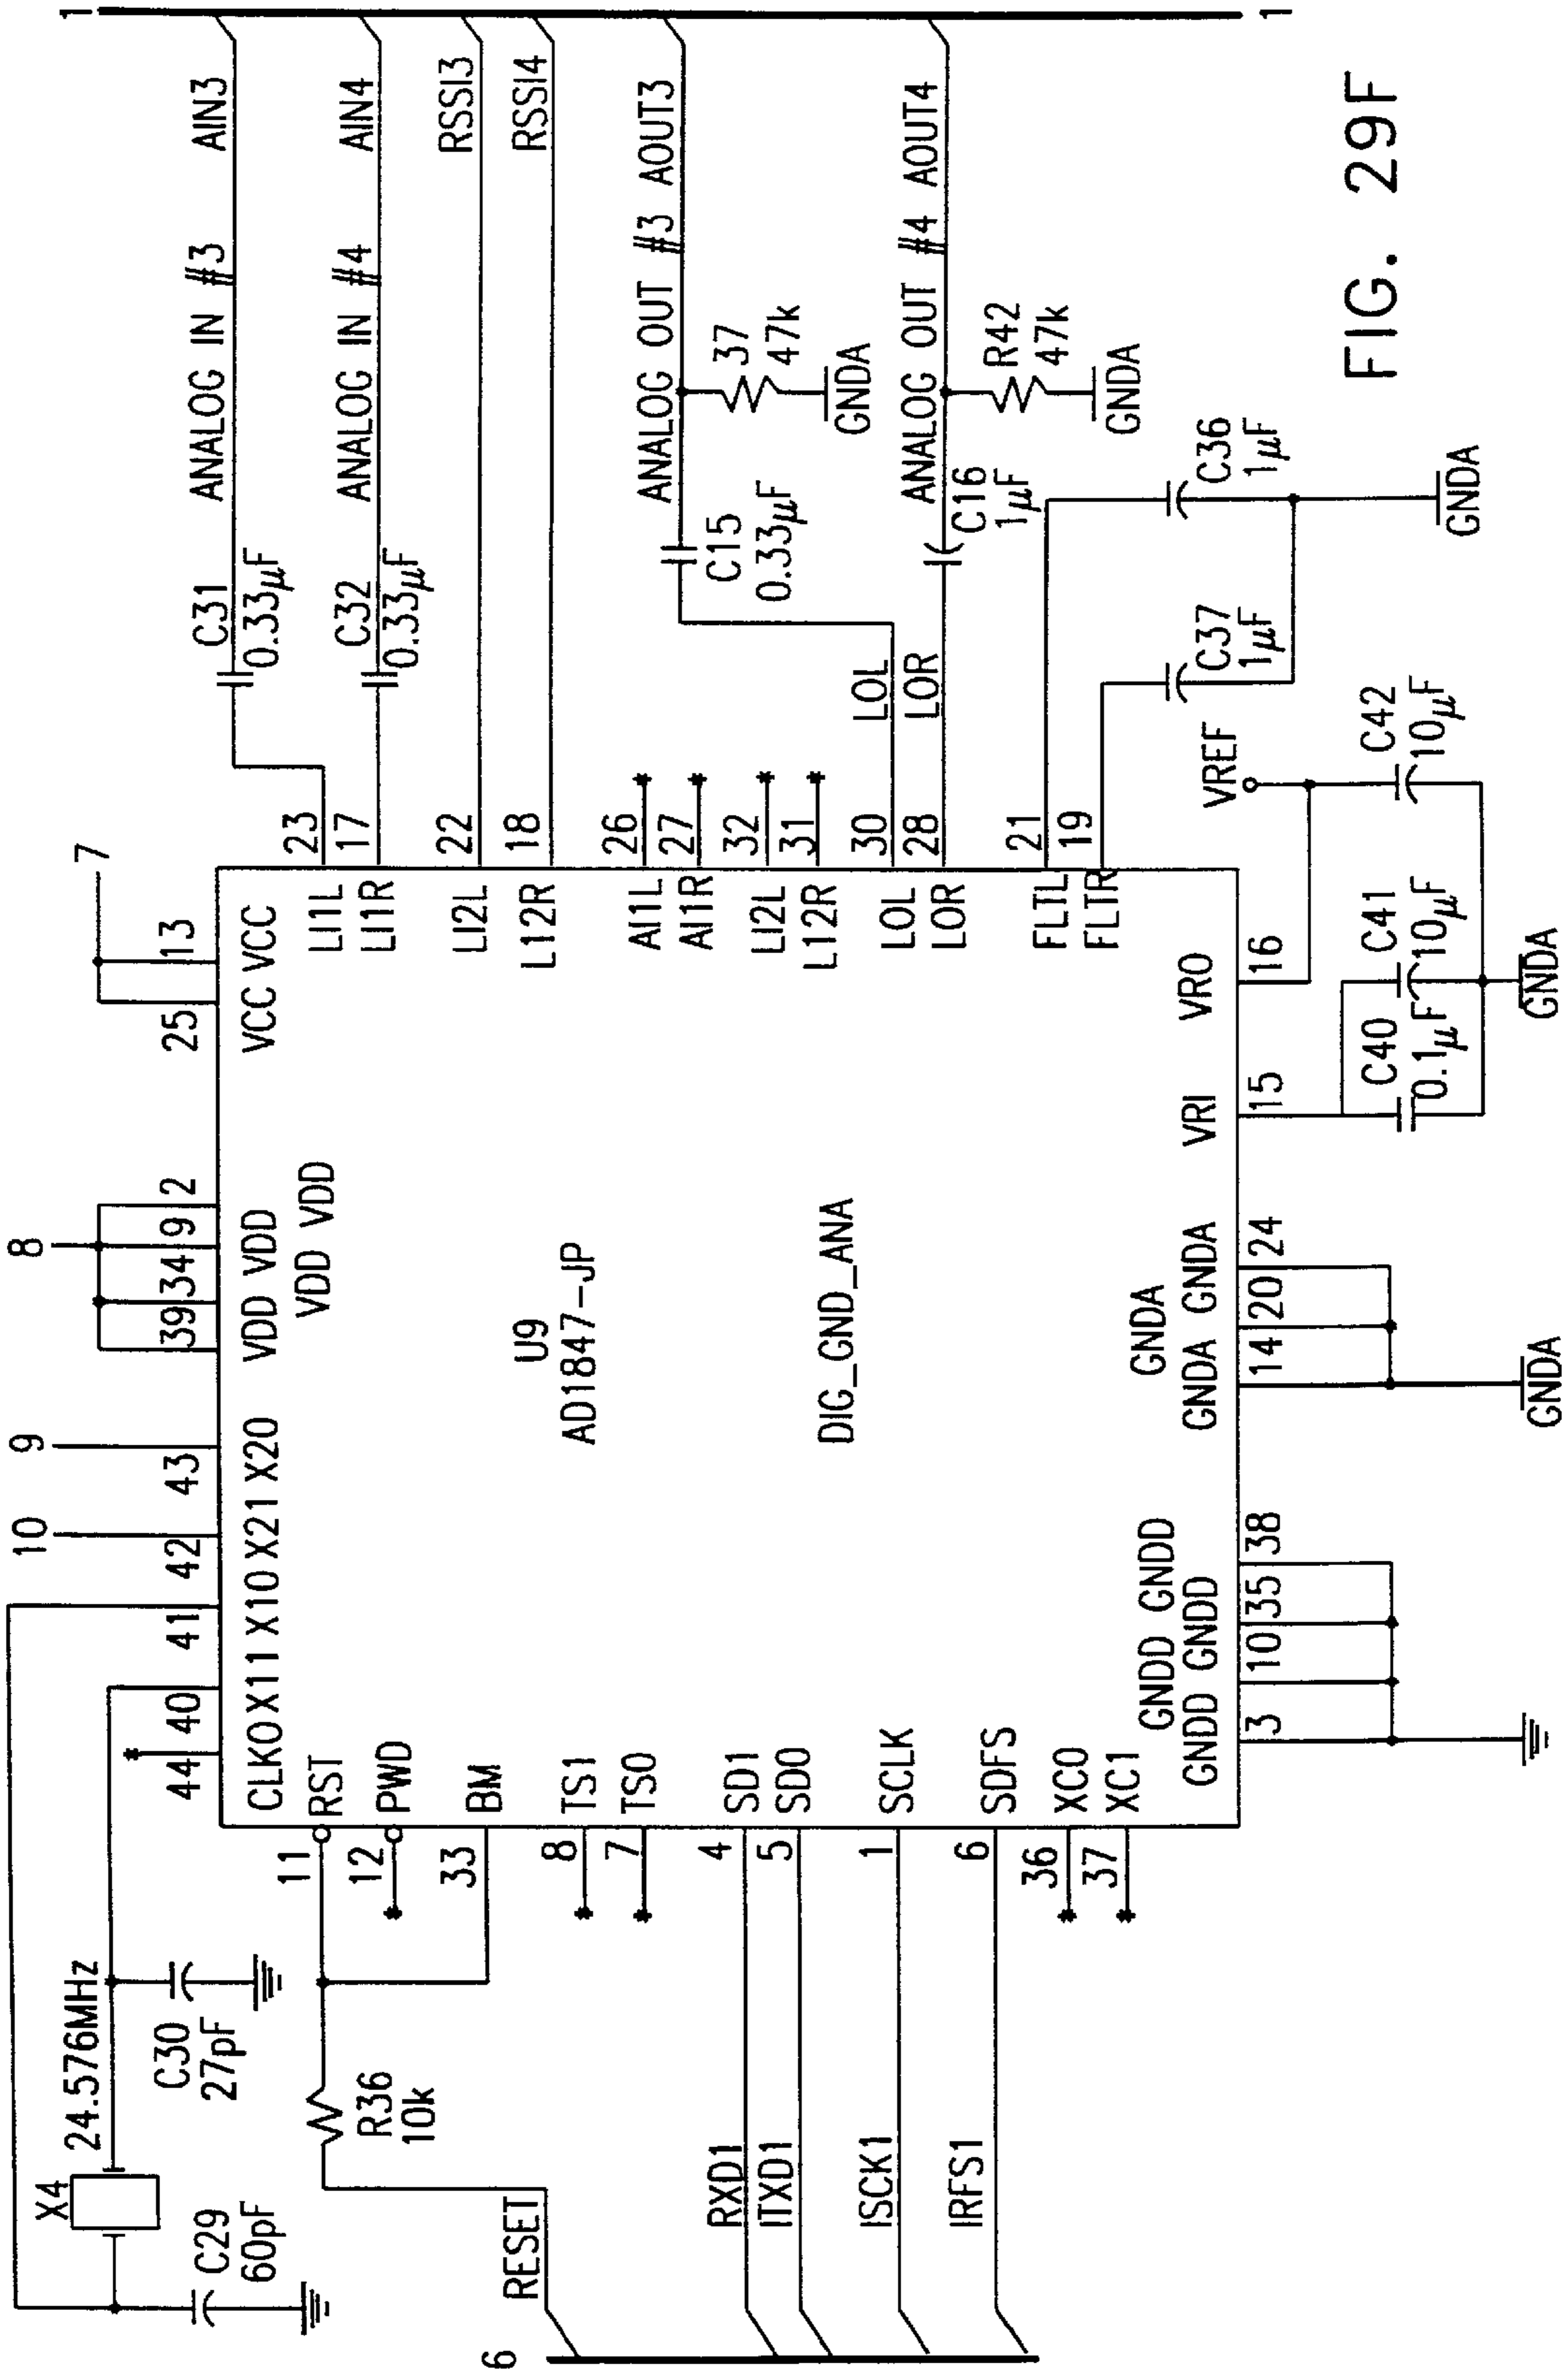 10
9
8
7
1
X4
24.576MHz
C29
60pF
C30
27pF
44
40
41
42
43
39
34
9
2
25
13
CLKO X11 X10 X21 X20
VDD VDD
VDD VDD
VCC VCC
R36
10k
RESET
6
RXD1
ITXD1
ISCK1
IRFS1
11
12
33
8
7
4
5
1
6
36
37
RST
PWD
BM
TS1
TS0
SD1
SD0
SCLK
SDFS
XC0
XC1
U9
AD1847-JP
DIG_GND_ANA
LI1L
LI1R
LI2L
L12R
AI1L
AI1R
LI2L
L12R
LOL
LOR
FLTL
FLTR
23
17
22
18
26
27
32
31
30
28
21
19
C31
0.33µF
ANALOG IN #3 AIN3
C32
0.33µF
ANALOG IN #4 AIN4
RSSI3
RSSI4
ANALOG OUT #3 AOUT3
C15
0.33µF
37
47k
GNDA
LOL
LOR
ANALOG OUT #4 AOUT4
C16
1µF
R42
47k
GNDA
C37
1µF
C36
1µF
GNDA
GNDD GNDD
GNDD GNDD
3
10
35
38
GNDA
GNDA GNDA
14
20
24
GNDA
VRI
VRO
15
16
VREF
C40
0.1µF
C41
10µF
C42
10µF
GNDA
1
FIG. 29F